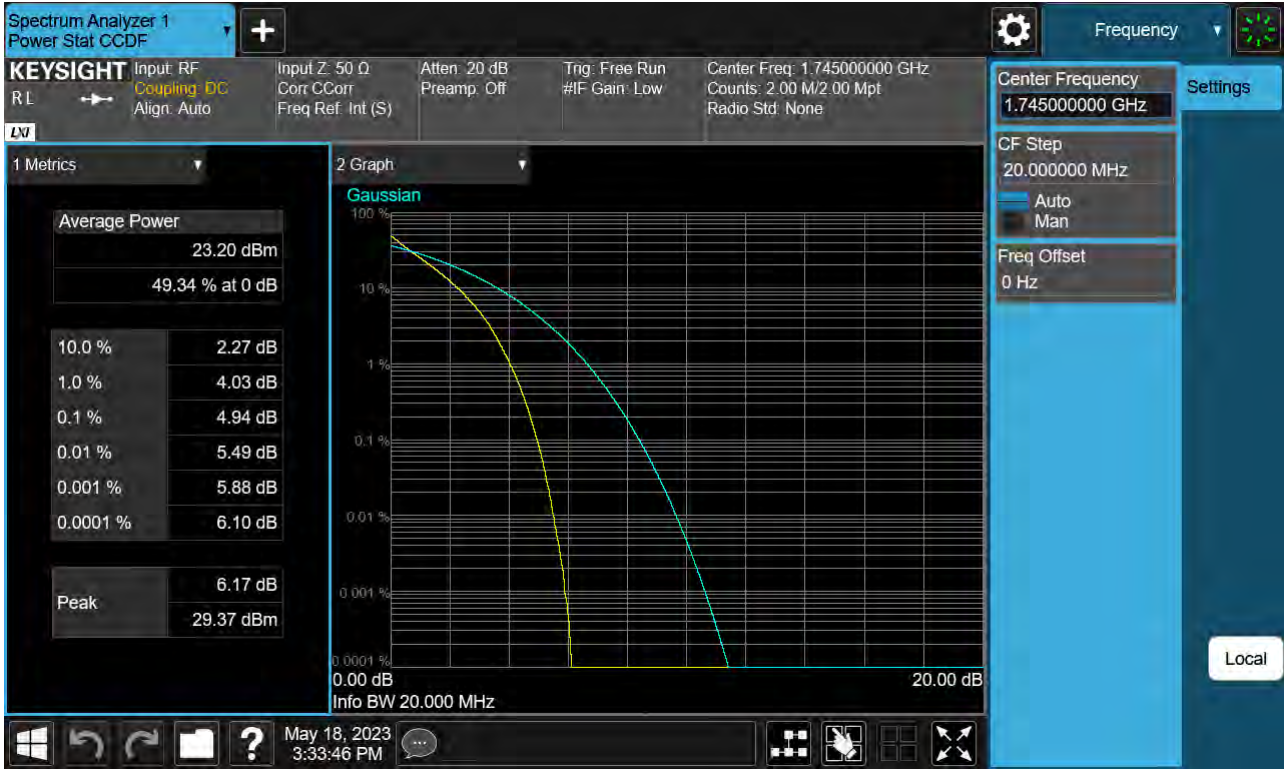 Spectrum Analyzer 1
Power Stat CCDF
+
Frequency
KEYSIGHT
R L
LXI
Input: RF
Coupling: DC
Align: Auto
Input Z: 50 Ω
Corr CCorr
Freq Ref: Int (S)
Atten: 20 dB
Preamp: Off
Trig: Free Run
#IF Gain: Low
Center Freq: 1.745000000 GHz
Counts: 2.00 M/2.00 Mpt
Radio Std: None
Center Frequency
1.745000000 GHz
Settings
CF Step
20.000000 MHz
Auto
Man
Freq Offset
0 Hz
1 Metrics
Average Power
23.20 dBm
49.34 % at 0 dB
10.0 % 2.27 dB
1.0 % 4.03 dB
0.1 % 4.94 dB
0.01 % 5.49 dB
0.001 % 5.88 dB
0.0001 % 6.10 dB
Peak
6.17 dB
29.37 dBm
2 Graph
Gaussian
100 %
10 %
1 %
0.1 %
0.01 %
0.001 %
0.0001 %
0.00 dB 20.00 dB
Info BW 20.000 MHz
Local
?
May 18, 2023
3:33:46 PM